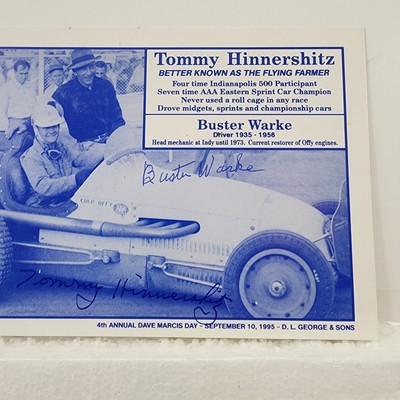 Tommy Hinnershitz
BETTER KNOWN AS THE FLYING FARMER
Four time Indianapolis 500 Participant
Seven time AAA Eastern Sprint Car Champion
Never used a roll cage in any race
Drove midgets, sprints and championship cars
Buster Warke
Driver 1935 - 1956
Head mechanic at Indy until 1973. Current restorer of Offy engines.
Buster Warke
Tommy Hinnershitz
4th ANNUAL DAVE MARCIS DAY – SEPTEMBER 10, 1995 – D. L. GEORGE & SONS